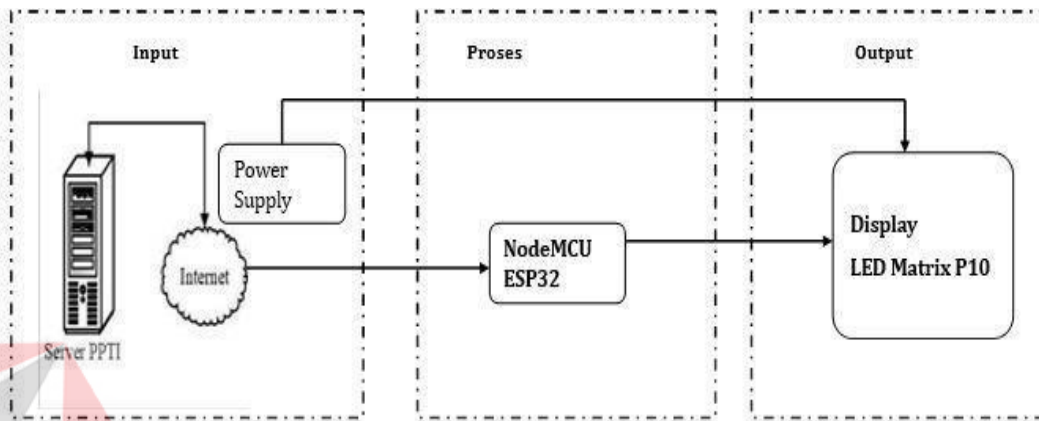 Input
Proses
Output
Power
Supply
Internet
Server PPTI
NodeMCU
ESP32
Display
LED Matrix P10